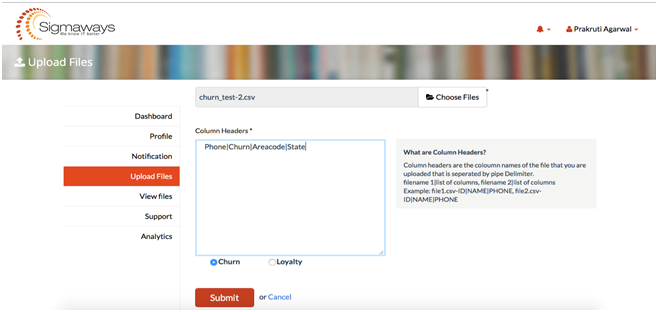 Sigmaways
We know IT better
Prakruti Agarwal
Upload Files
churn_test-2.csv
Choose Files
*
Dashboard
Profile
Notification
Upload Files
View files
Support
Analytics
Column Headers *
Phone|Churn|Areacode|State
What are Column Headers?
Column headers are the coloumn names of the file that you are
uploaded that is seperated by pipe Delimiter.
filename 1|list of columns, filename 2|list of columns
Example: file1.csv-ID|NAME|PHONE, file2.csv-
ID|NAME|PHONE
Churn
Loyalty
Submit
or Cancel